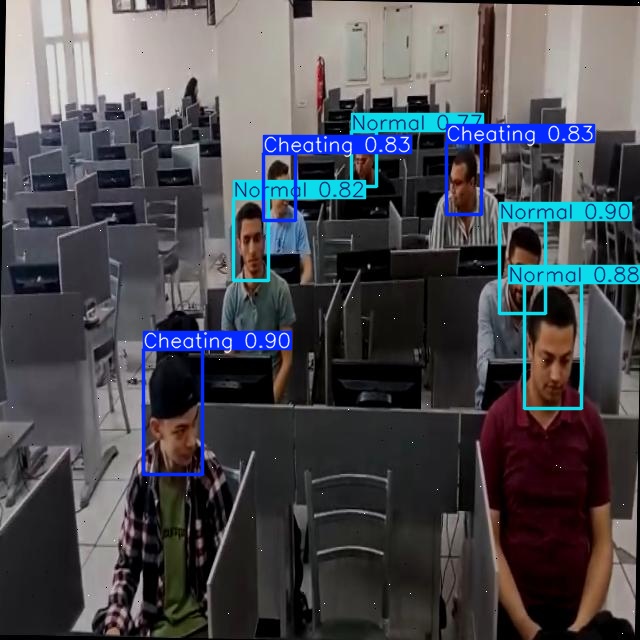 Normal 0.77
Cheating 0.83
Cheating 0.83
Normal 0.82
Normal 0.90
Normal 0.88
Cheating 0.90